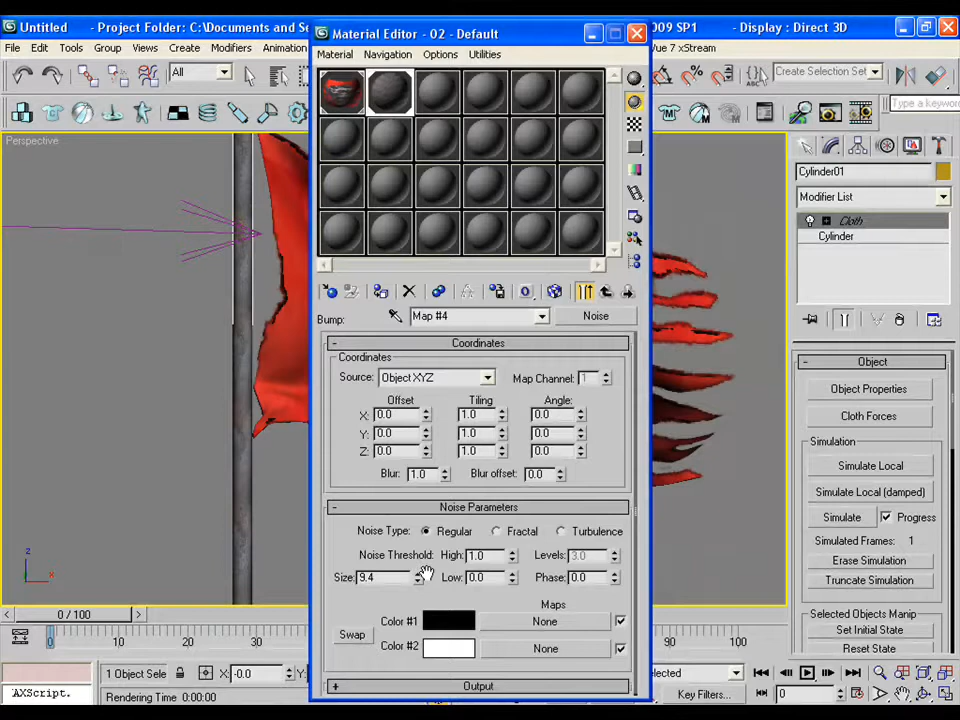 Untitled - Project Folder: C:\Documents and Se
Material Editor - 02 - Default
009 SP1 - Display : Direct 3D
File Edit Tools Group Views Create Modifiers Animation
Material Navigation Options Utilities
Vue 7 xStream
All
Create Selection Set
Type a keyword
Perspective
Cylinder01
Modifier List
Cloth
Cylinder
Bump: Map #4 Noise
- Coordinates
Coordinates
Source: Object XYZ Map Channel: 1
Offset Tiling Angle:
X: 0.0 1.0 0.0
Y: 0.0 1.0 0.0
Z: 0.0 1.0 0.0
Blur: 1.0 Blur offset: 0.0
- Noise Parameters
Noise Type: Regular Fractal Turbulence
Noise Threshold: High: 1.0 Levels: 3.0
Size: 9.4 Low: 0.0 Phase: 0.0
Maps
Color #1 None
Swap
Color #2 None
+ Output
- Object
Object Properties
Cloth Forces
Simulation
Simulate Local
Simulate Local (damped)
Simulate Progress
Simulated Frames: 1
Erase Simulation
Truncate Simulation
Selected Objects Manip
Set Initial State
Reset State
z
x
< 0 / 100 >
0 10 20 30 90 100
1 Object Sele X: -0.0 Y:
elected
'AXScript.
Rendering Time 0:00:00
Key Filters...
0